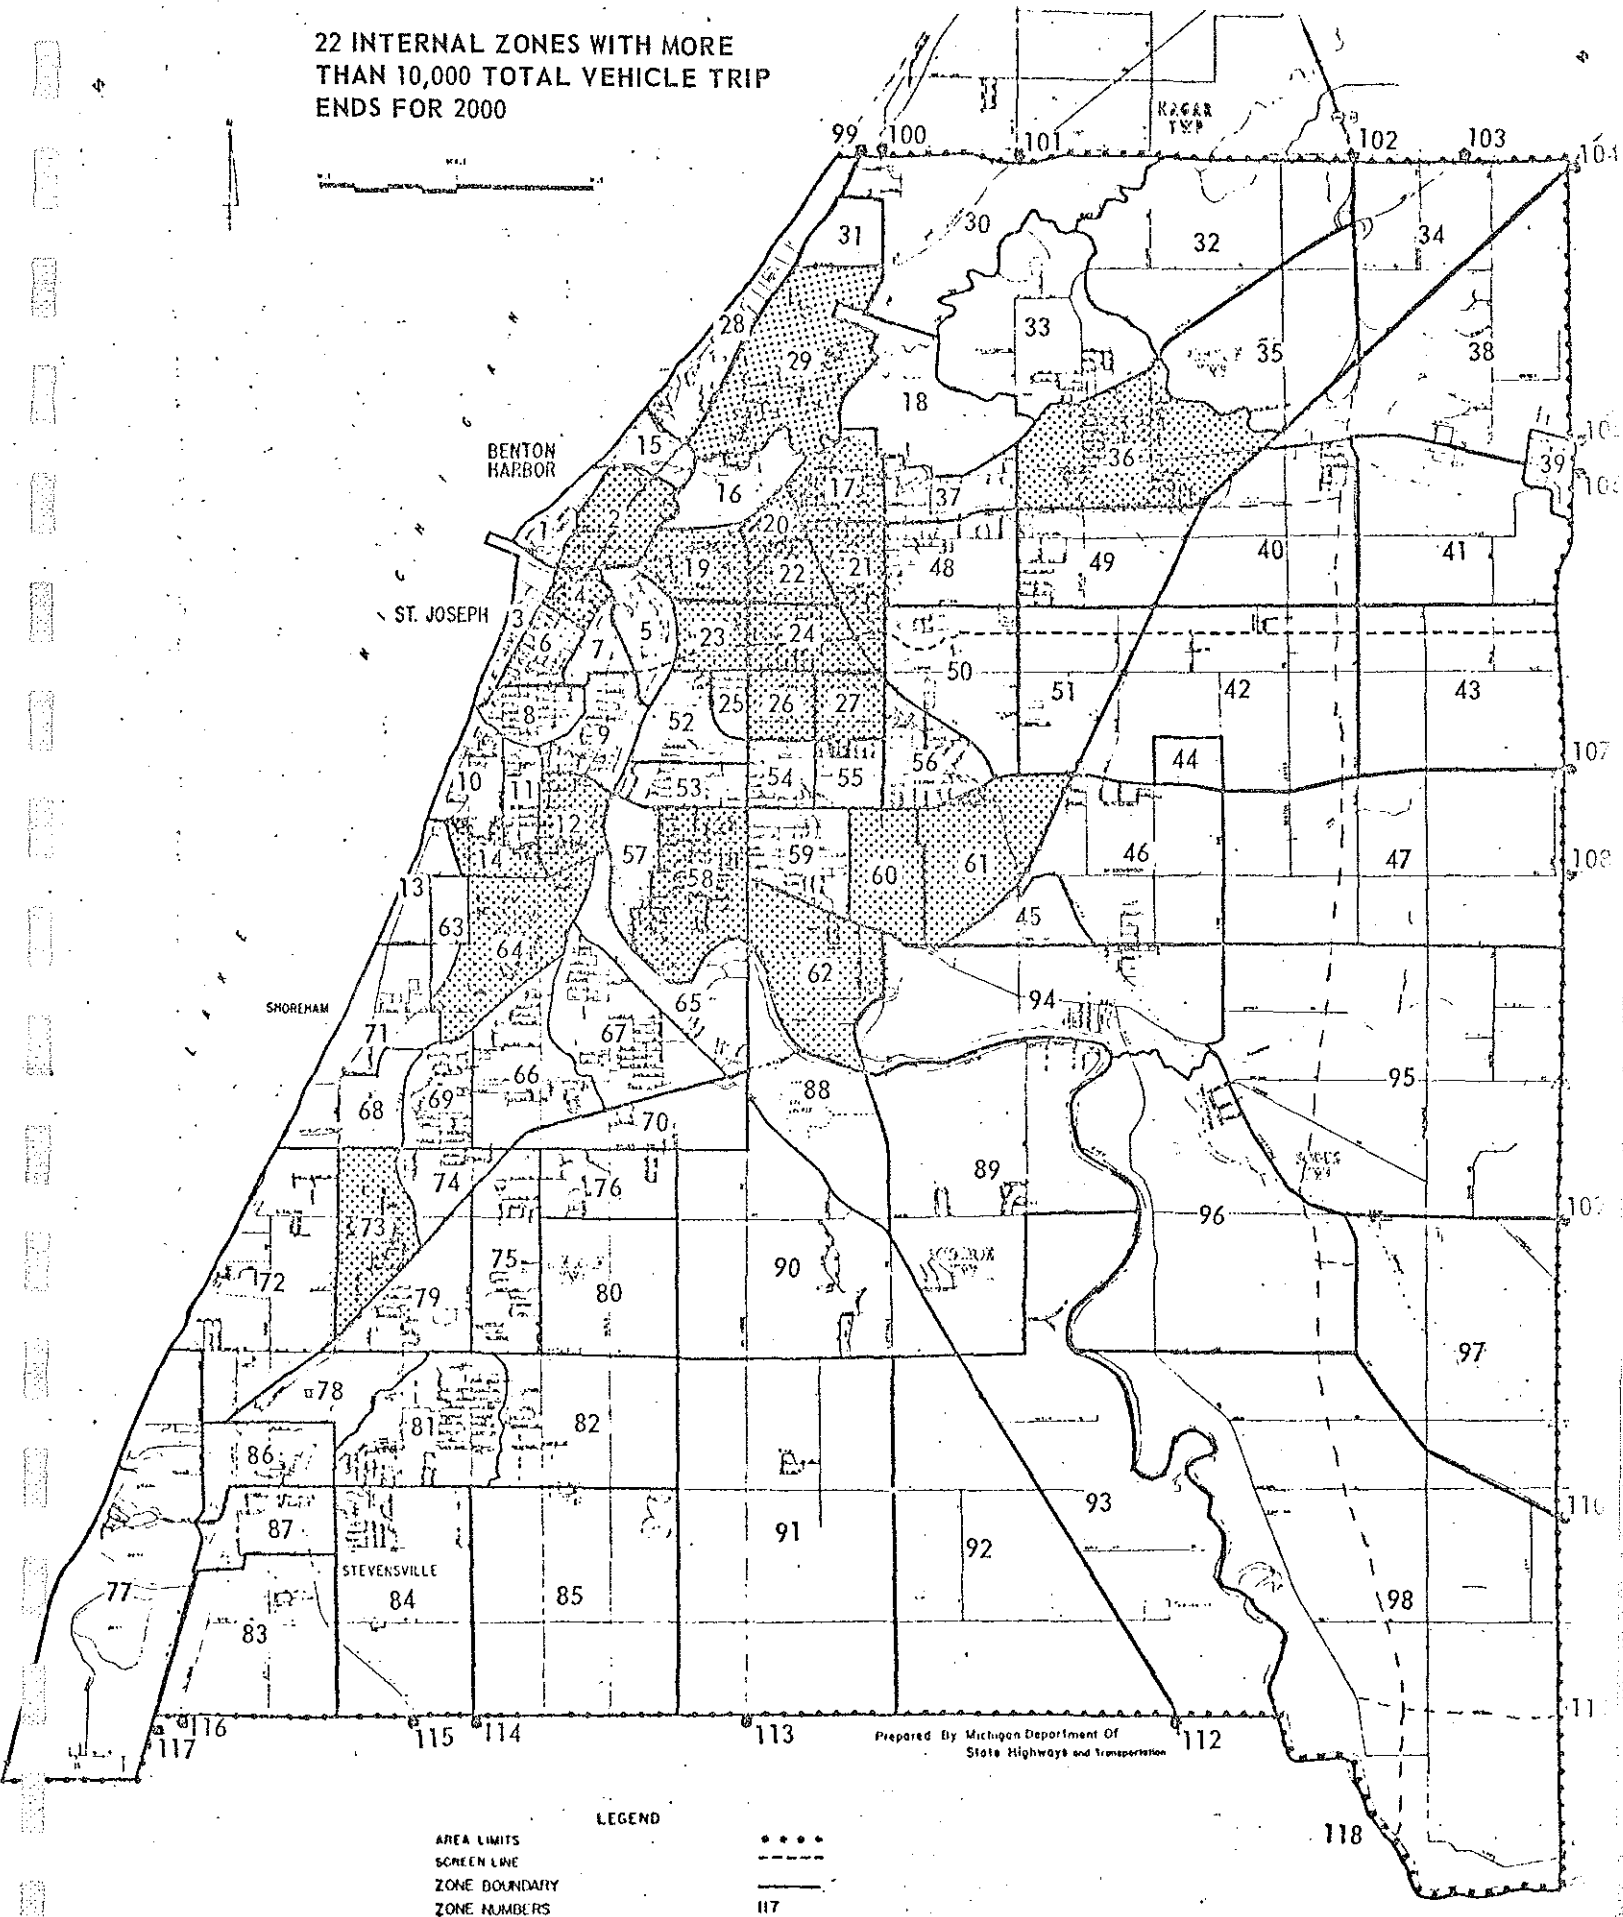 22 INTERNAL ZONES WITH MORE
THAN 10,000 TOTAL VEHICLE TRIP
ENDS FOR 2000
99 100 101 102 103 104
HAGAR
TWP
31 30 32 34
28 33 35 38
29
18
BENTON
HARBOR
15 36 39
16 17 37
1 2 20
19 22 21 48 49 40 41
4
ST. JOSEPH
3 6 7 5 23 24
50
8 9 52 25 26 27 51 42 43
107
10 11 53 54 55 56 44
12
14 57 58 59 60 61 46 47 108
13
63 45
64 62
SHOREHAM
65 94
71 67
66 95
68 69 88
70
89
74 76
73 96
72 75 90
79 80
97
78
81 82
86
93
87 91
92
STEVENSVILLE
77 84 85 98
83
116
117 115 114 113 112
Prepared By Michigan Department Of
State Highways and Transportation
118
LEGEND
AREA LIMITS
SCREEN LINE
ZONE BOUNDARY
ZONE NUMBERS 117